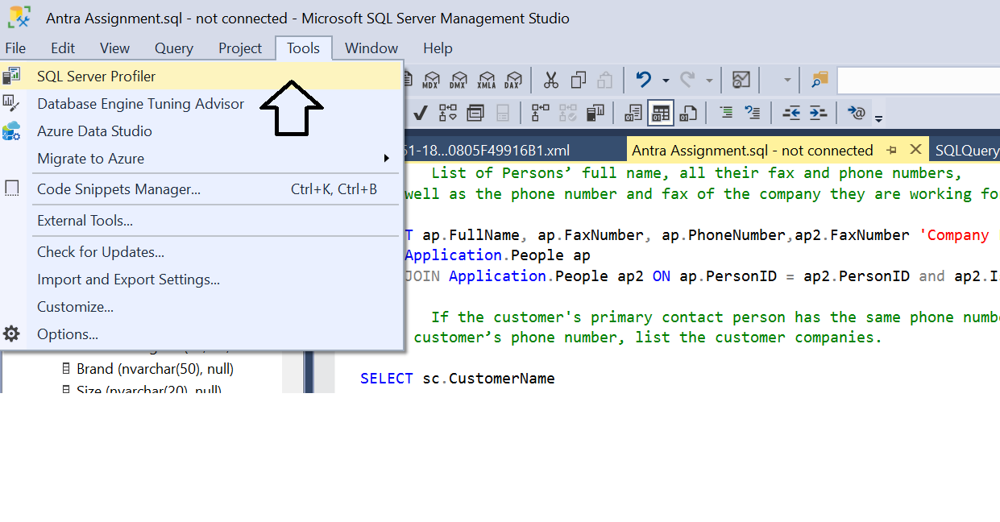 Antra Assignment.sql - not connected - Microsoft SQL Server Management Studio
File Edit View Query Project Tools Window Help
SQL Server Profiler
Database Engine Tuning Advisor
Azure Data Studio
Migrate to Azure
Code Snippets Manager... Ctrl+K, Ctrl+B
External Tools...
Check for Updates...
Import and Export Settings...
Customize...
Options...
Brand (nvarchar(50), null)
Size (nvarchar(20), null)
MDX DMX XMLA DAX
51-18...0805F49916B1.xml Antra Assignment.sql - not connected SQLQuery
List of Persons’ full name, all their fax and phone numbers,
well as the phone number and fax of the company they are working fo
T ap.FullName, ap.FaxNumber, ap.PhoneNumber,ap2.FaxNumber 'Company
Application.People ap
JOIN Application.People ap2 ON ap.PersonID = ap2.PersonID and ap2.I
If the customer's primary contact person has the same phone numb
customer’s phone number, list the customer companies.
SELECT sc.CustomerName